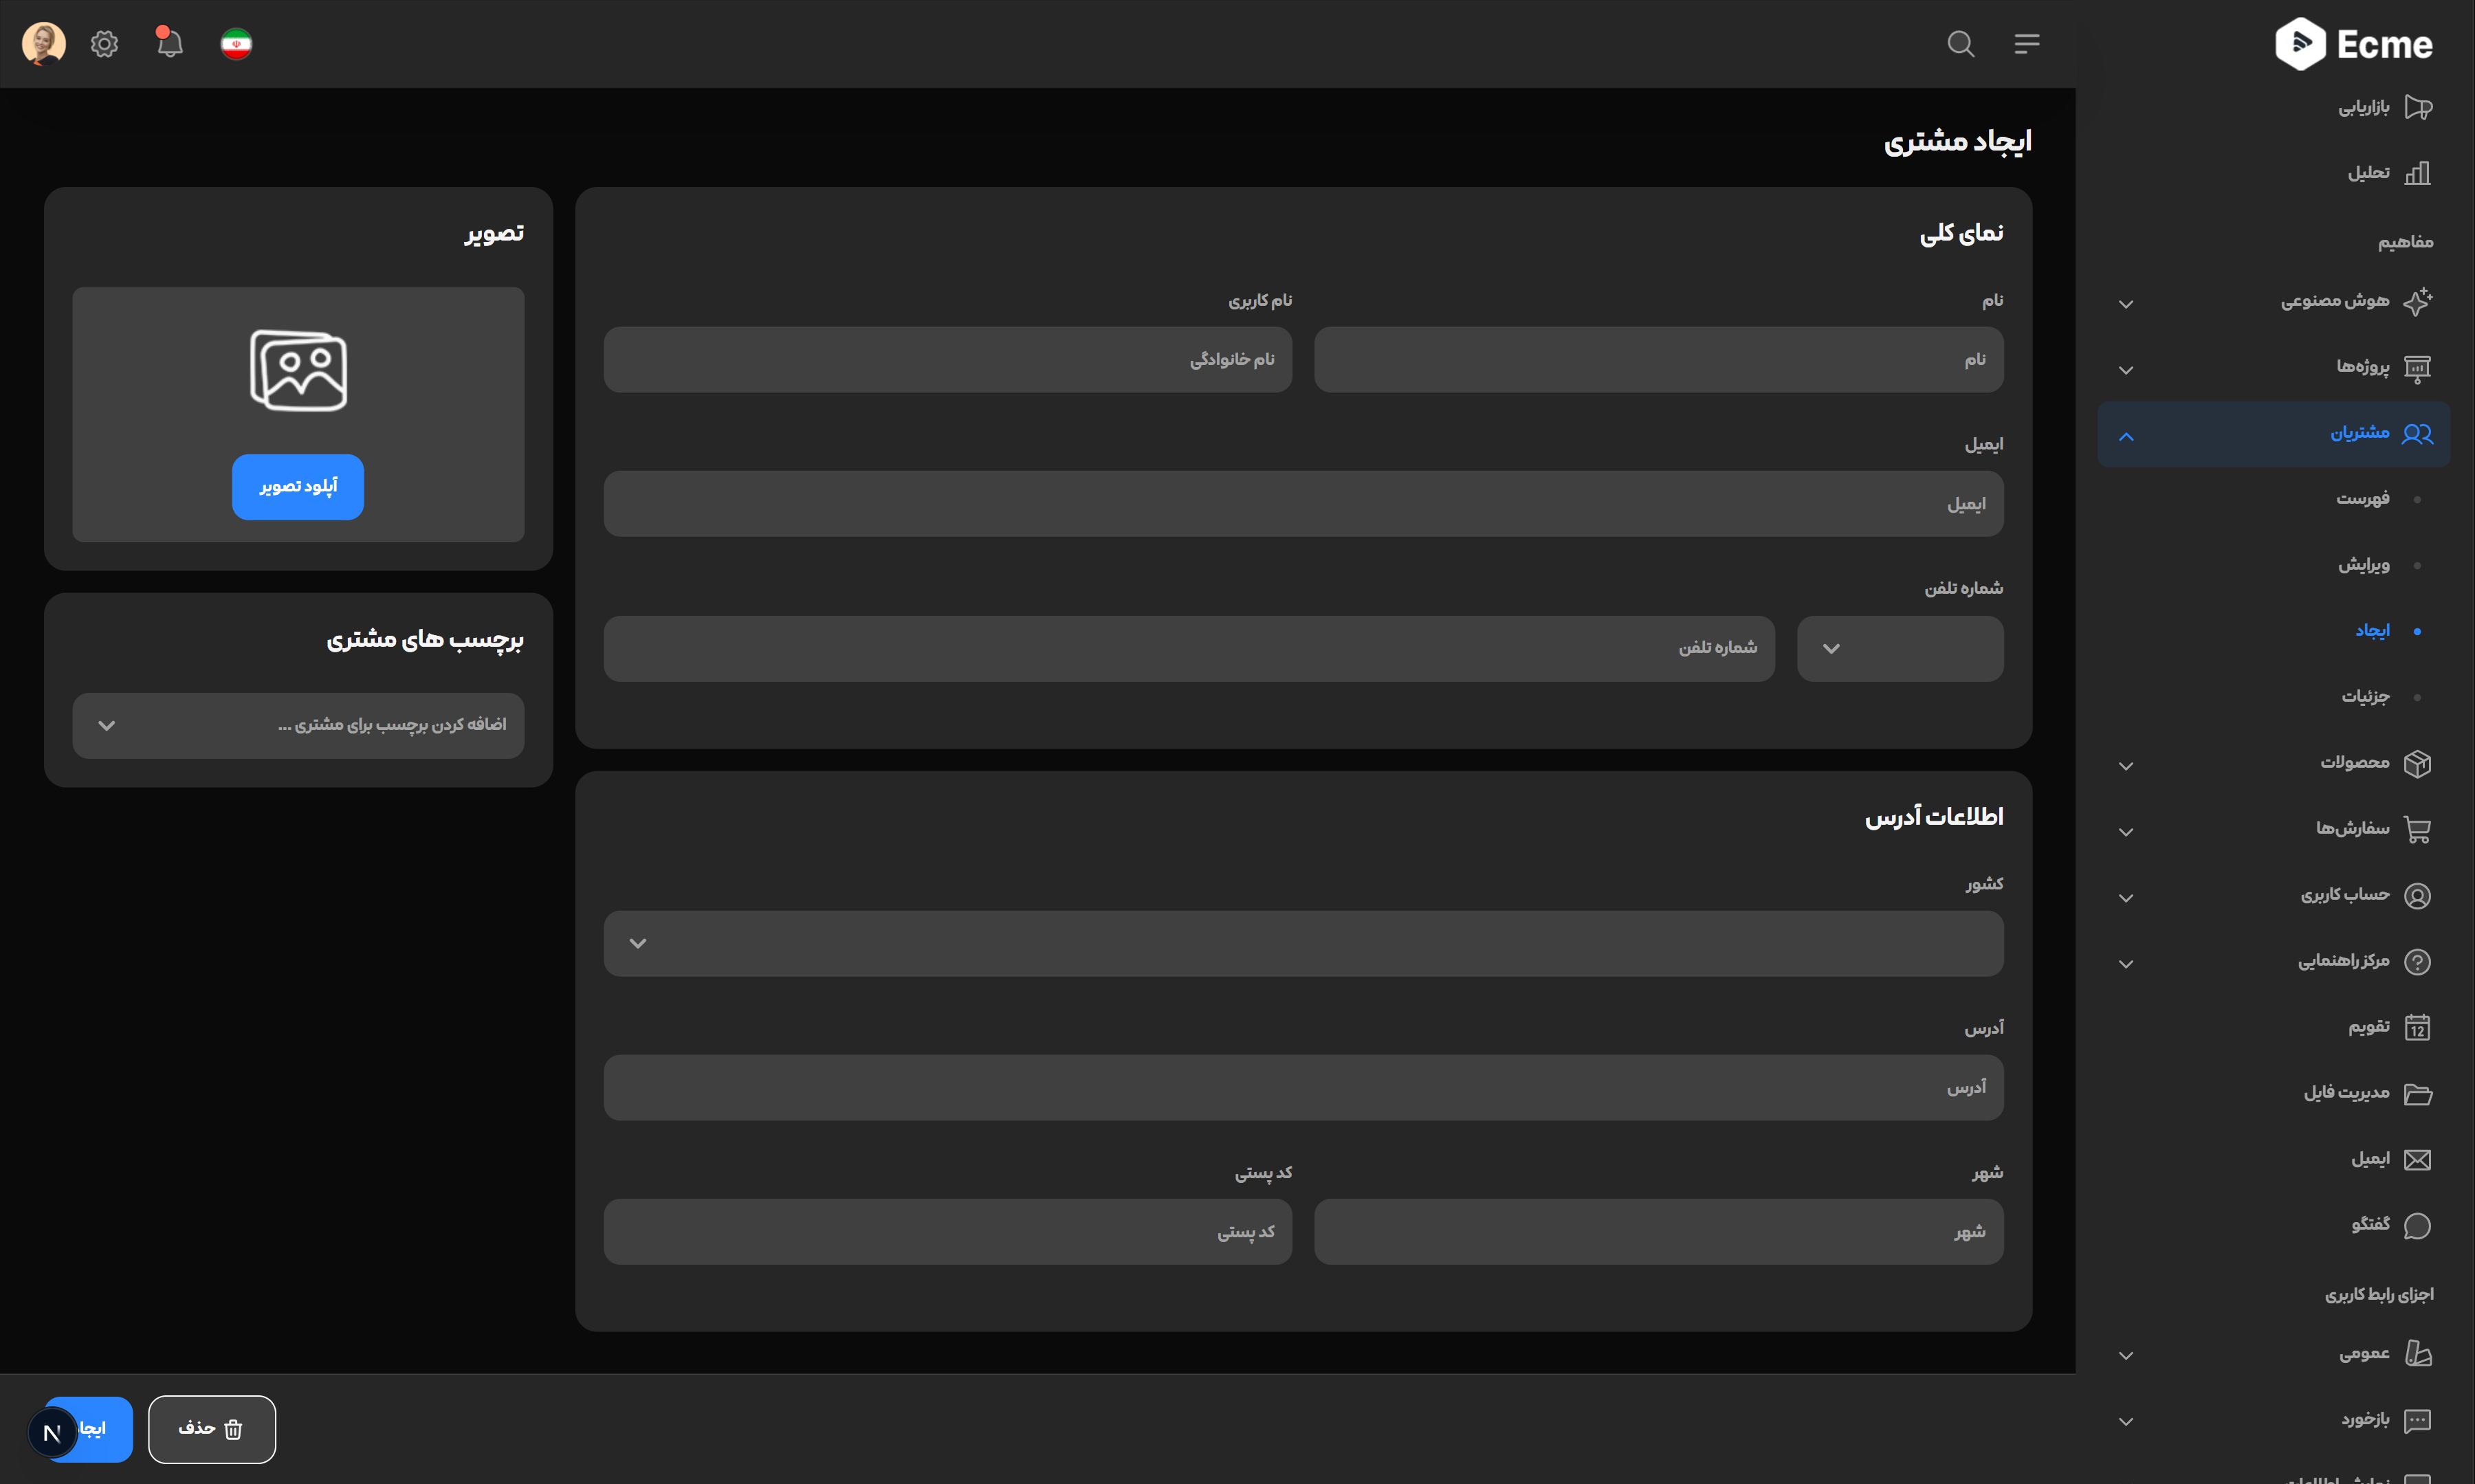 Ecme
بازاریابی
تحلیل
مفاهیم
هوش مصنوعی
پروژه‌ها
مشتریان
فهرست
ویرایش
ایجاد
جزئیات
محصولات
سفارش‌ها
حساب کاربری
مرکز راهنمایی
12
تقویم
مدیریت فایل
ایمیل
گفتگو
اجزای رابط کاربری
عمومی
بازخورد
ایجاد مشتری
نمای کلی
نام
نام کاربری
نام
نام خانوادگی
ایمیل
ایمیل
شماره تلفن
شماره تلفن
اطلاعات آدرس
کشور
آدرس
آدرس
شهر
کد پستی
شهر
کد پستی
تصویر
آپلود تصویر
برچسب های مشتری
اضافه کردن برچسب برای مشتری ...
حذف
N